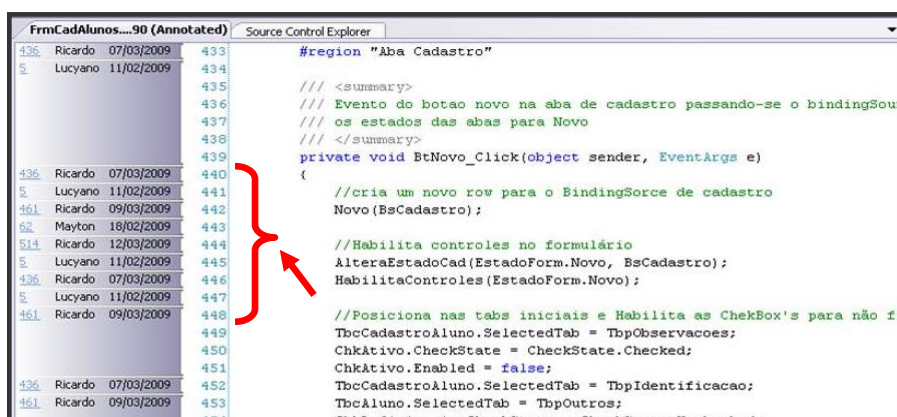 FrmCadAlunos....90 (Annotated) Source Control Explorer
436 Ricardo 07/03/2009 433 #region "Aba Cadastro"
5 Lucyano 11/02/2009 434
435 /// <summary>
436 /// Evento do botao novo na aba de cadastro passando-se o bindingSou
437 /// os estados das abas para Novo
438 /// </summary>
439 private void BtNovo_Click(object sender, EventArgs e)
436 Ricardo 07/03/2009 440 {
5 Lucyano 11/02/2009 441 //cria um novo row para o BindingSorce de cadastro
461 Ricardo 09/03/2009 442 Novo(BsCadastro);
62 Mayton 18/02/2009 443
514 Ricardo 12/03/2009 444 //Habilita controles no formulário
5 Lucyano 11/02/2009 445 AlteraEstadoCad(EstadoForm.Novo, BsCadastro);
436 Ricardo 07/03/2009 446 HabilitaControles(EstadoForm.Novo);
5 Lucyano 11/02/2009 447
461 Ricardo 09/03/2009 448 //Posiciona nas tabs iniciais e Habilita as ChekBox's para não f
449 TbcCadastroAluno.SelectedTab = TbpObservacoes;
450 ChkAtivo.CheckState = CheckState.Checked;
451 ChkAtivo.Enabled = false;
436 Ricardo 07/03/2009 452 TbcCadastroAluno.SelectedTab = TbpIdentificacao;
461 Ricardo 09/03/2009 453 TbcAluno.SelectedTab = TbpOutros;